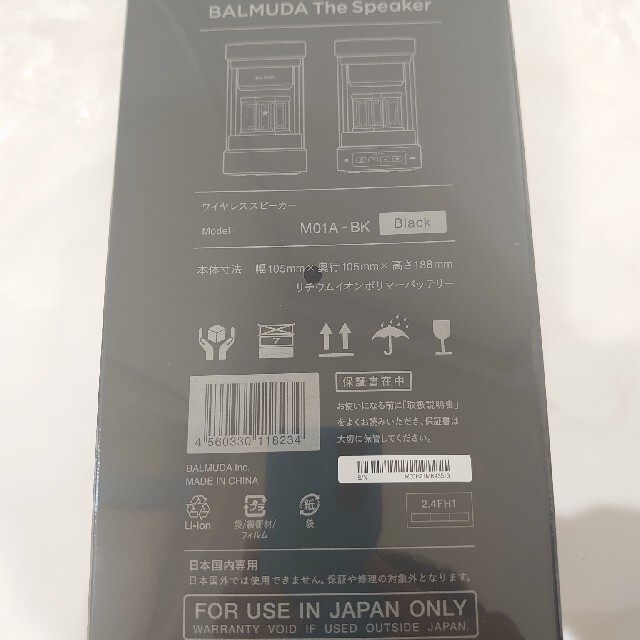 BALMUDA The Speaker
BALMUDA
ワイヤレススピーカー
Model M01A-BK Black
本体寸法 幅105mm×奥行105mm×高さ188mm
リチウムイオンポリマーバッテリー
7
4 560330 118234
保証書在中
お使いになる前に「取扱説明書」
をよくお読みいただき、保証書は
大切に保管してください。
BALMUDA Inc.
MADE IN CHINA
S/N
Li-Ion
プラ
袋/緩衝材/
フィルム
紙
袋
2.4FH1
日本国内専用
日本国外では使用できません。保証や修理の対象外となります。
FOR USE IN JAPAN ONLY
WARRANTY VOID IF USED OUTSIDE JAPAN.